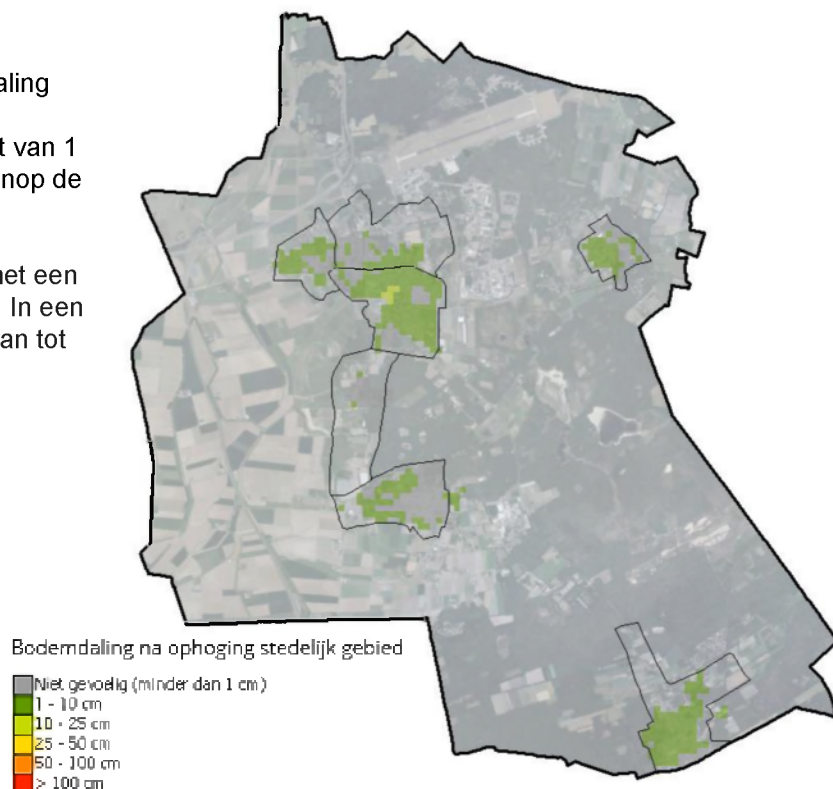 aling
t van 1
nop de
net een
In een
an tot
Bodemdaling na ophoging stedelijk gebied
Niet gevoelig (minder dan 1 cm)
1 - 10 cm
10 - 25 cm
25 - 50 cm
50 - 100 cm
> 100 cm